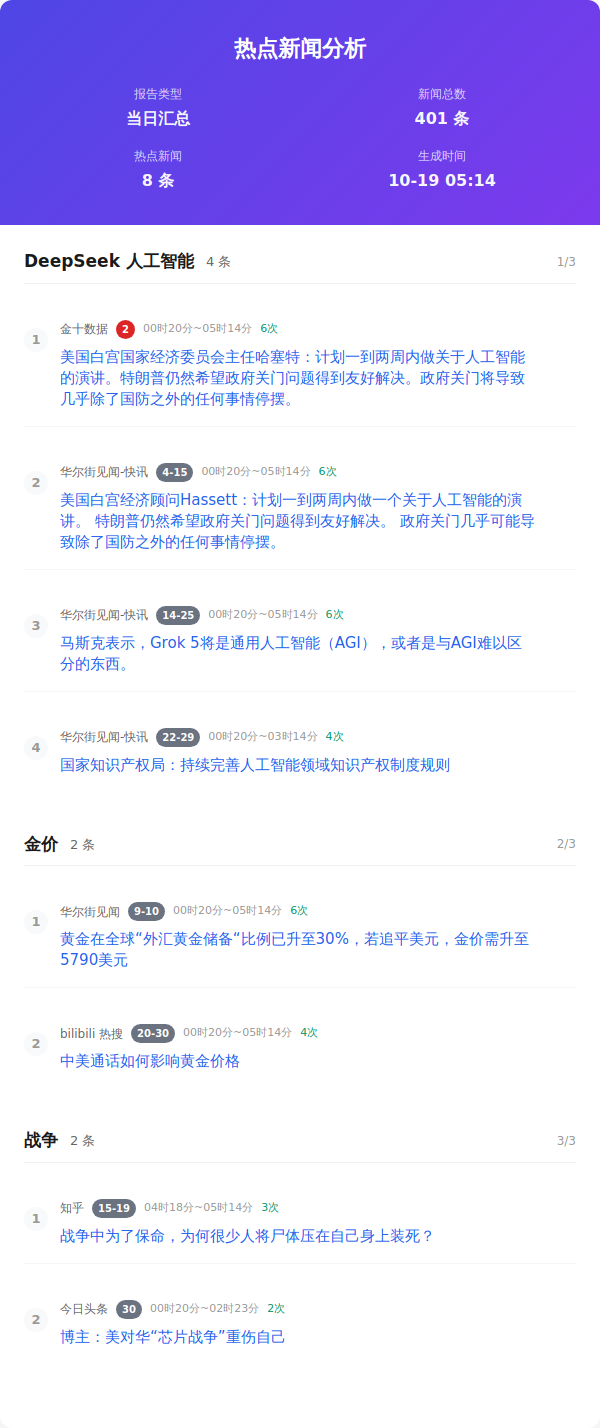 热点新闻分析
报告类型
新闻总数
当日汇总
401 条
热点新闻
生成时间
8 条
10-19 05:14
DeepSeek 人工智能 4 条 1/3
1
金十数据 2 00时20分~05时14分 6次
美国白宫国家经济委员会主任哈塞特：计划一到两周内做关于人工智能
的演讲。特朗普仍然希望政府关门问题得到友好解决。政府关门将导致
几乎除了国防之外的任何事情停摆。
2
华尔街见闻-快讯 4-15 00时20分~05时14分 6次
美国白宫经济顾问Hassett：计划一到两周内做一个关于人工智能的演
讲。 特朗普仍然希望政府关门问题得到友好解决。 政府关门几乎可能导
致除了国防之外的任何事情停摆。
3
华尔街见闻-快讯 14-25 00时20分~05时14分 6次
马斯克表示，Grok 5将是通用人工智能（AGI），或者是与AGI难以区
分的东西。
4
华尔街见闻-快讯 22-29 00时20分~03时14分 4次
国家知识产权局：持续完善人工智能领域知识产权制度规则
金价 2 条 2/3
1
华尔街见闻 9-10 00时20分~05时14分 6次
黄金在全球“外汇黄金储备“比例已升至30%，若追平美元，金价需升至
5790美元
2
bilibili 热搜 20-30 00时20分~05时14分 4次
中美通话如何影响黄金价格
战争 2 条 3/3
1
知乎 15-19 04时18分~05时14分 3次
战争中为了保命，为何很少人将尸体压在自己身上装死？
2
今日头条 30 00时20分~02时23分 2次
博主：美对华“芯片战争”重伤自己